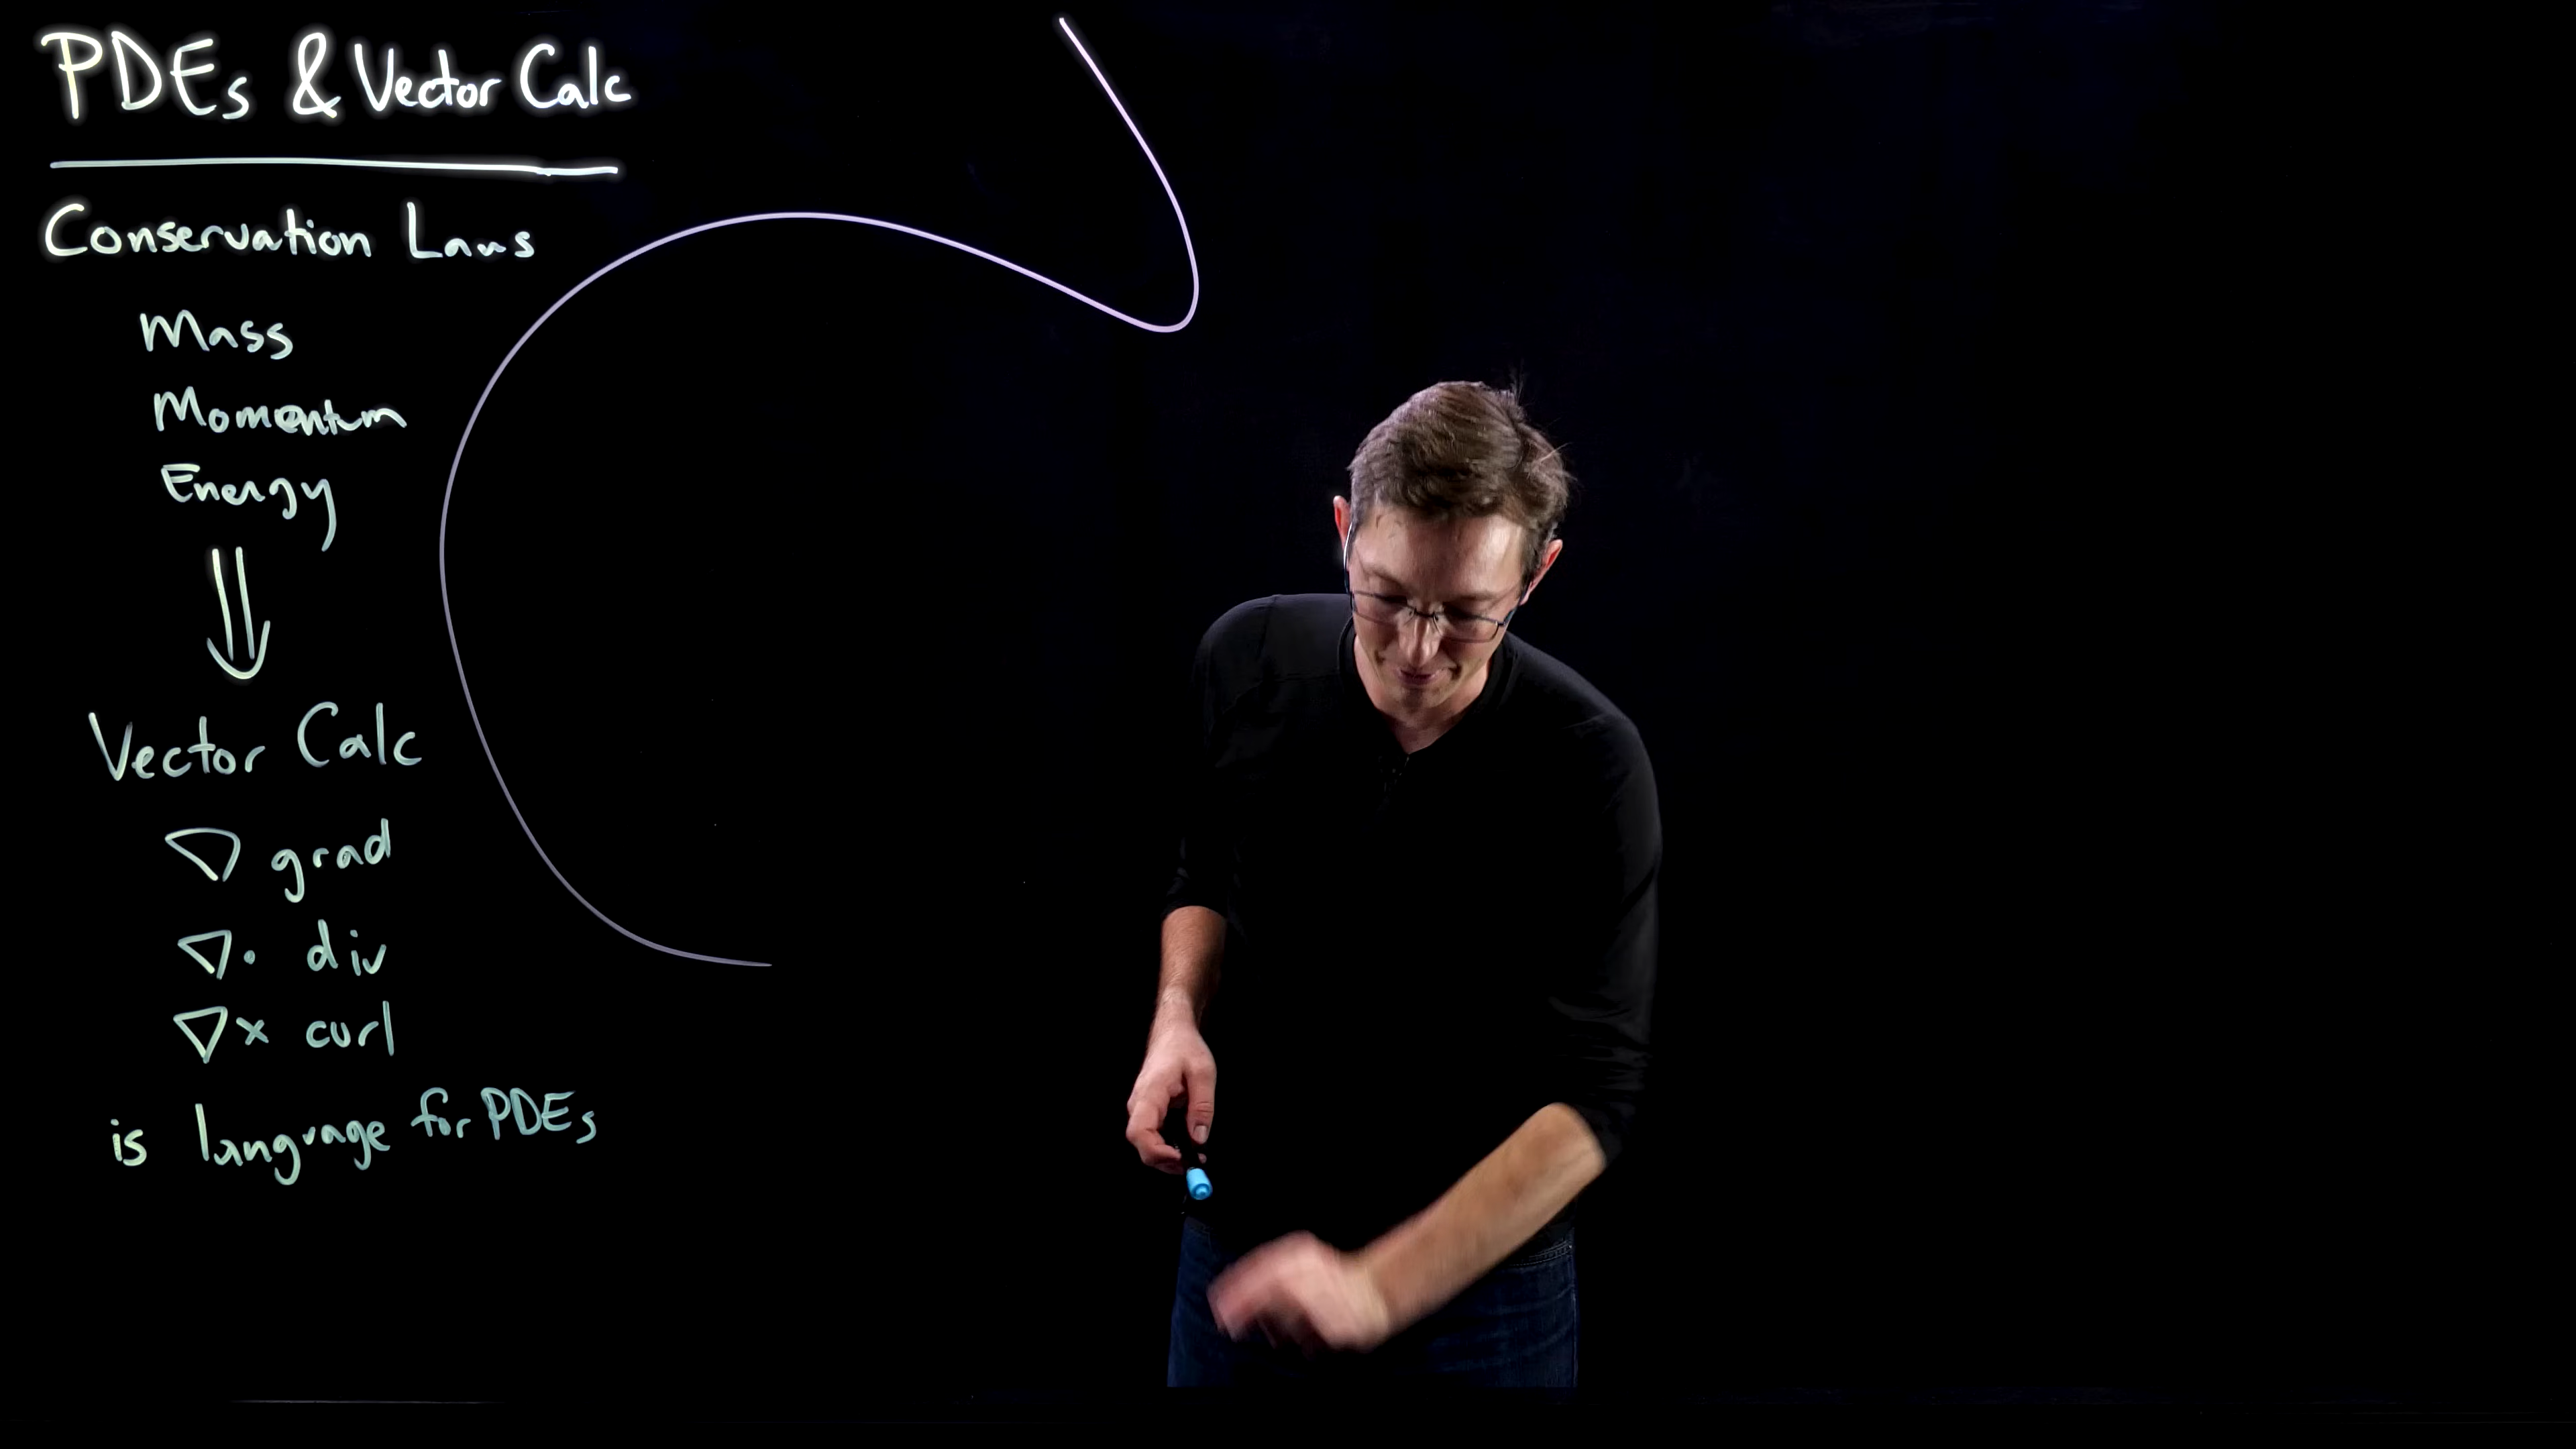 PDEs & Vector Calc
Conservation Laws
Mass
Momentum
Energy
Vector Calc
∇ grad
∇· div
∇× curl
is language for PDEs